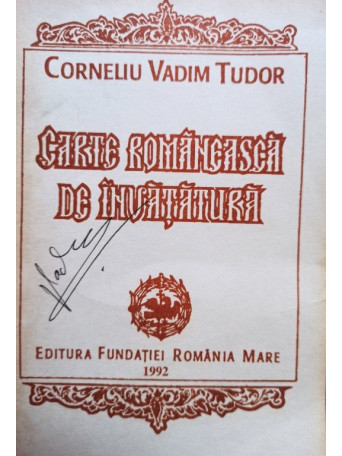 CORNELIU VADIM TUDOR
CARTE ROMÂNEASCĂ
DE ÎNVĂȚĂTURĂ
EDITURA FUNDAȚIEI ROMÂNIA MARE
1992